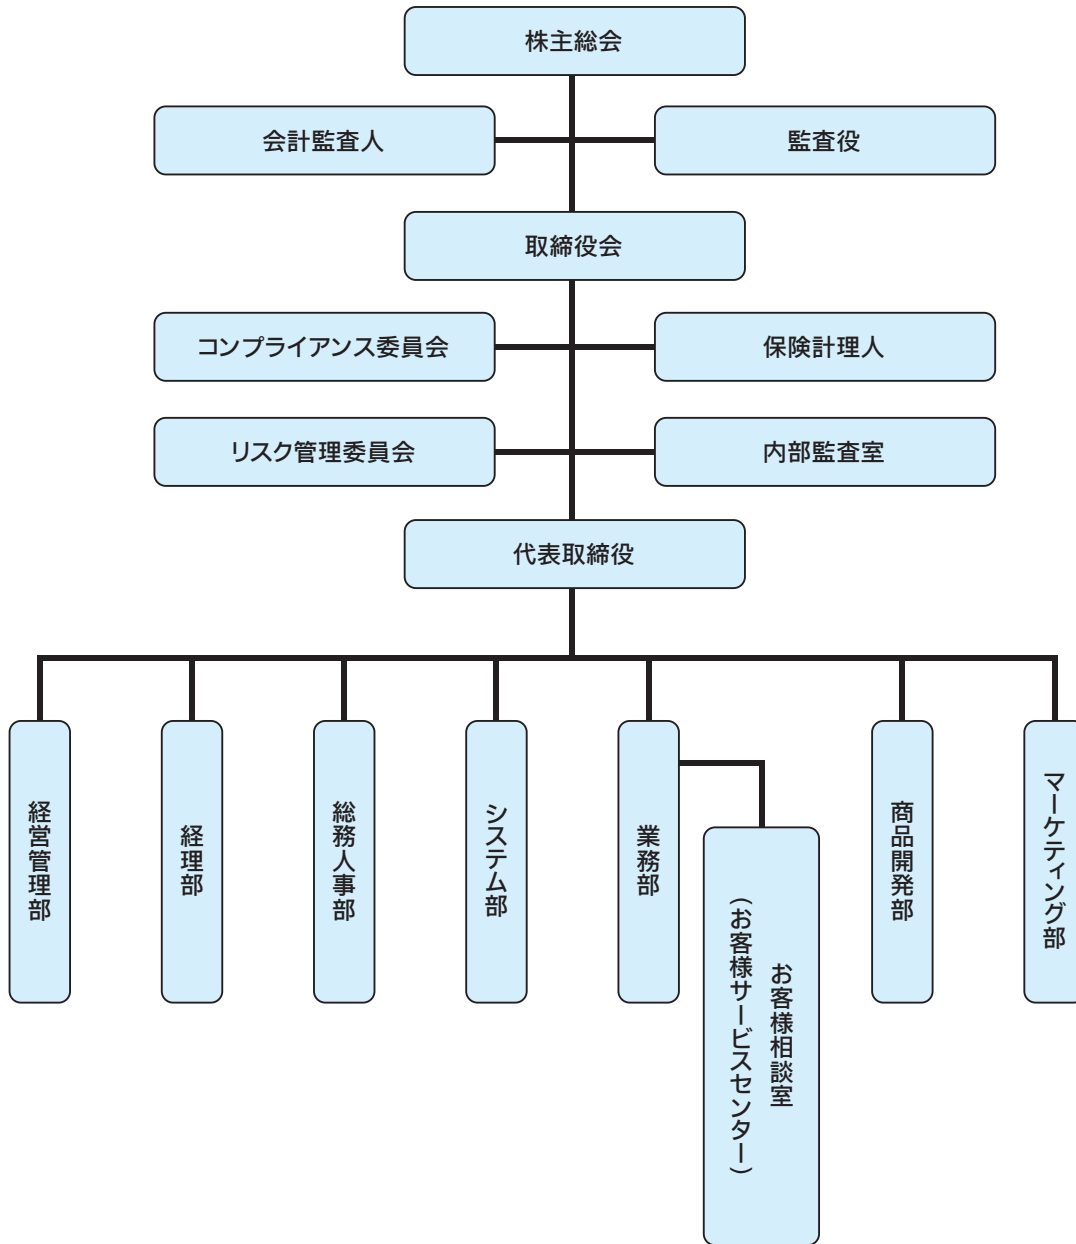 株主総会
会計監査人
監査役
取締役会
コンプライアンス委員会
保険計理人
リスク管理委員会
内部監査室
代表取締役
経営管理部
経理部
総務人事部
システム部
業務部
お客様相談室
(お客様サービスセンター)
商品開発部
マーケティング部